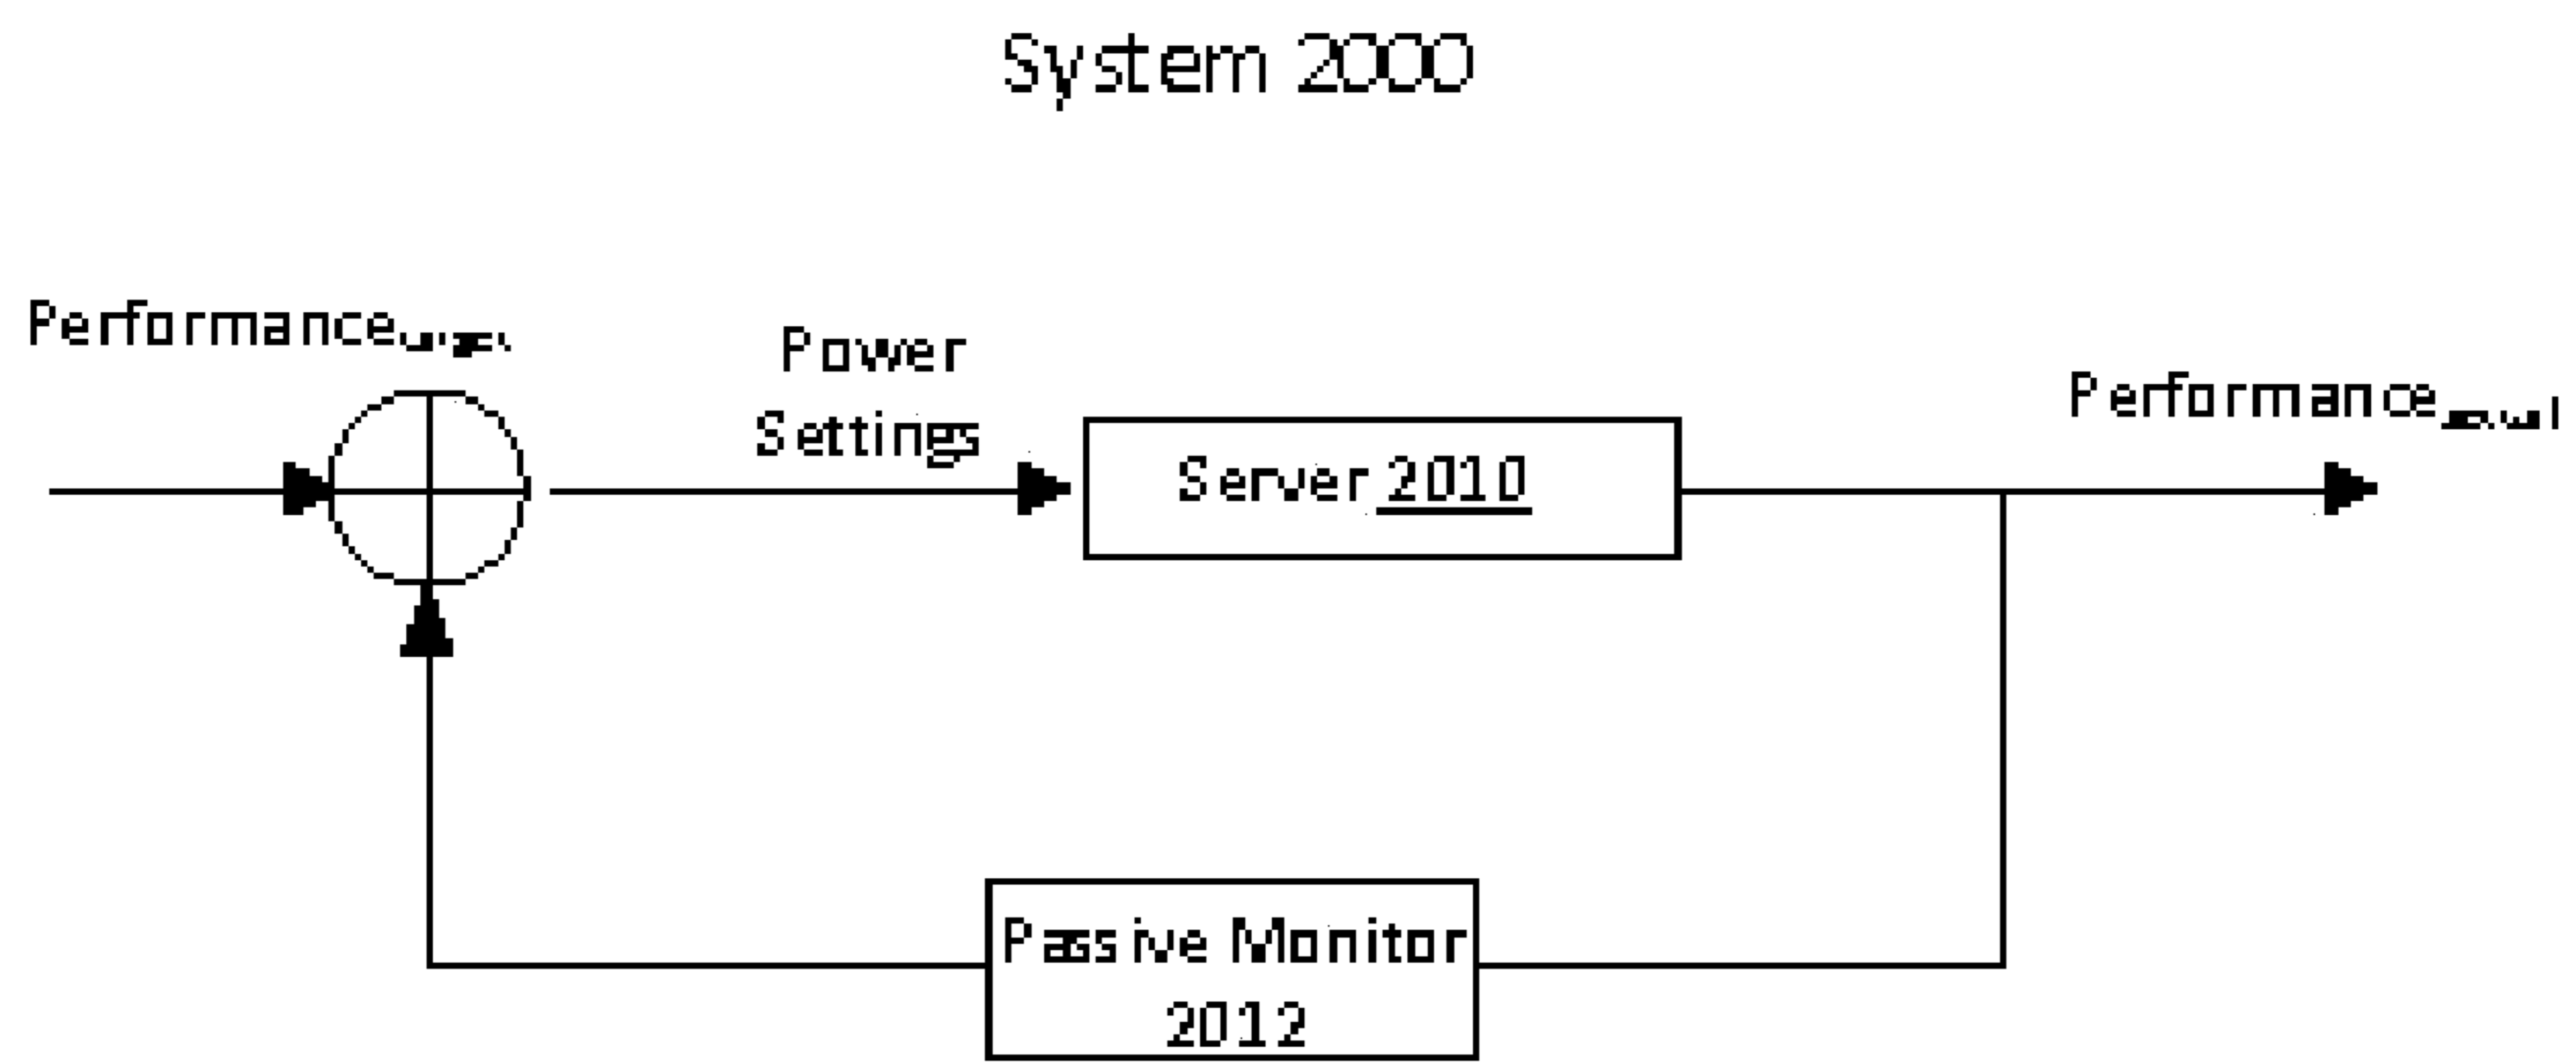 System 2000
Performance
Power
Settings
Server 2010
Performance
Passive Monitor
2012